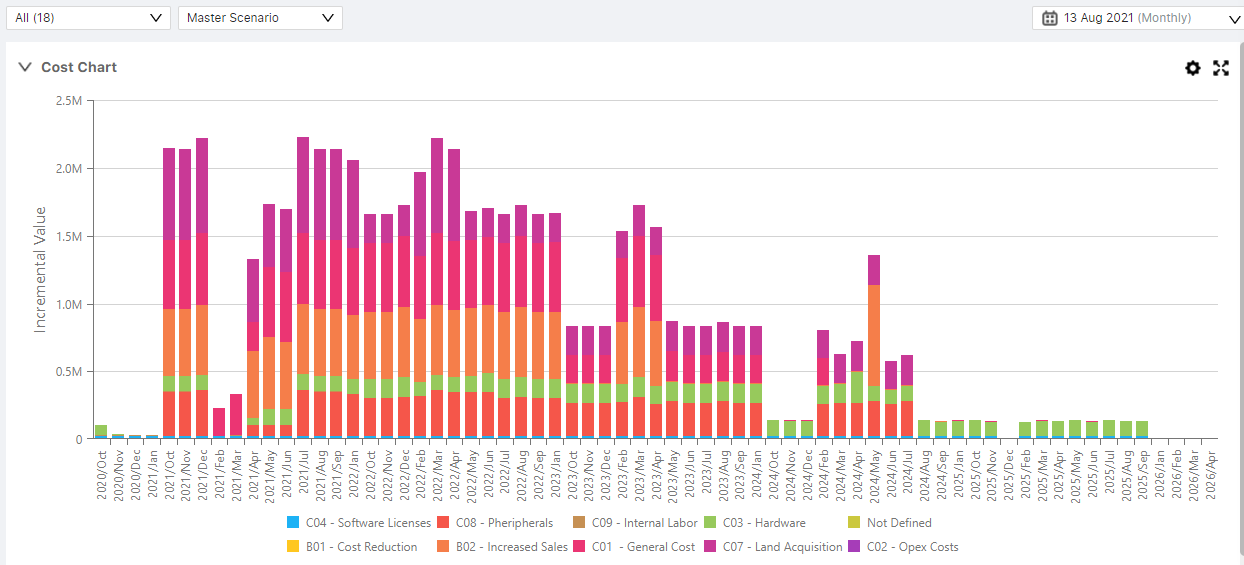 All (18)
Master Scenario
13 Aug 2021 (Monthly)
Cost Chart
Incremental Value
2.5M
2.0M
1.5M
1.0M
0.5M
0
2020/Oct
2020/Nov
2020/Dec
2021/Jan
2021/Oct
2021/Nov
2021/Dec
2021/Feb
2021/Mar
2021/Apr
2021/May
2021/Jun
2021/Jul
2021/Aug
2021/Sep
2022/Jan
2022/Oct
2022/Nov
2022/Dec
2022/Feb
2022/Mar
2022/Apr
2022/May
2022/Jun
2022/Jul
2022/Aug
2022/Sep
2023/Jan
2023/Oct
2023/Nov
2023/Dec
2023/Feb
2023/Mar
2023/Apr
2023/May
2023/Jun
2023/Jul
2023/Aug
2023/Sep
2024/Jan
2024/Oct
2024/Nov
2024/Dec
2024/Feb
2024/Mar
2024/Apr
2024/May
2024/Jun
2024/Jul
2024/Aug
2024/Sep
2025/Jan
2025/Oct
2025/Nov
2025/Dec
2025/Feb
2025/Mar
2025/Apr
2025/May
2025/Jun
2025/Jul
2025/Aug
2025/Sep
2026/Jan
2026/Feb
2026/Mar
2026/Apr
C04 - Software Licenses
C08 - Pheripherals
C09 - Internal Labor
C03 - Hardware
Not Defined
B01 - Cost Reduction
B02 - Increased Sales
C01 - General Cost
C07 - Land Acquisition
C02 - Opex Costs